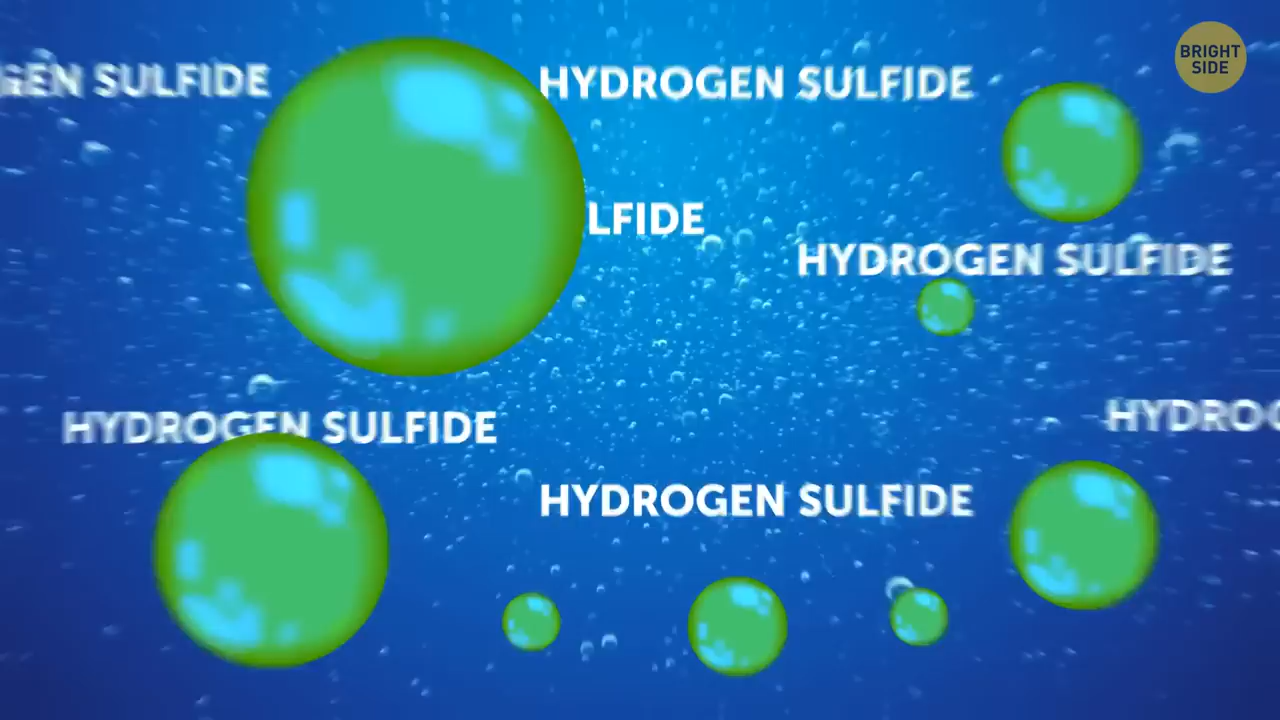 GEN SULFIDE
HYDROGEN SULFIDE
BRIGHT
SIDE
LFIDE
HYDROGEN SULFIDE
HYDROGEN SULFIDE
HYDROG
HYDROGEN SULFIDE